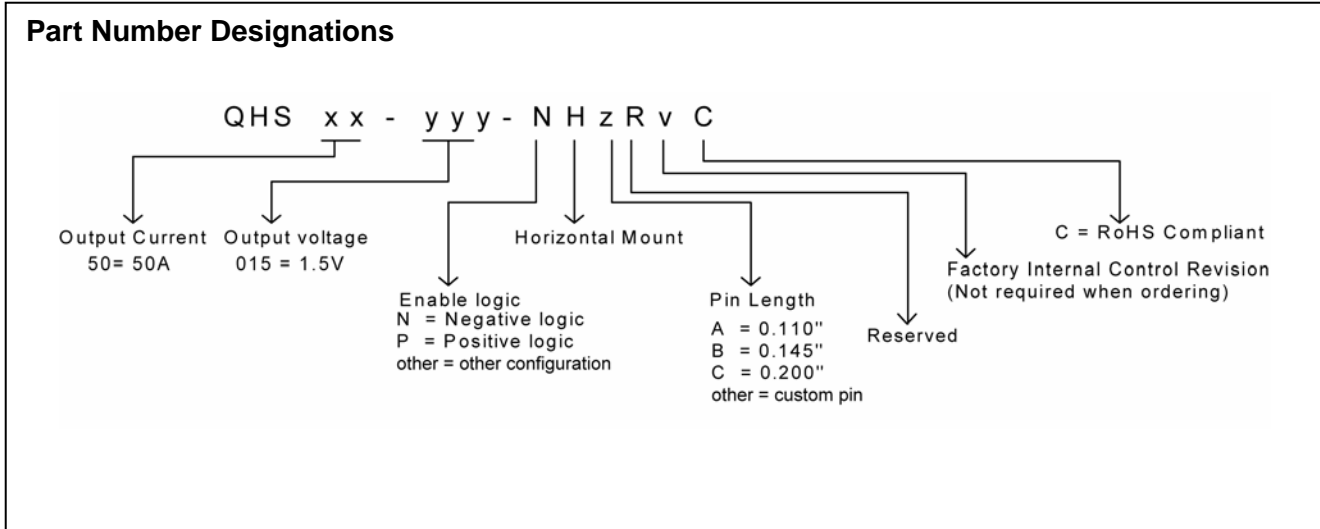 Part Number Designations
QHS xx - yyy - N H z R v C
Output Current
50= 50A
Output voltage
015 = 1.5V
Enable logic
N = Negative logic
P = Positive logic
other = other configuration
Horizontal Mount
Pin Length
A = 0.110"
B = 0.145"
C = 0.200"
other = custom pin
Reserved
Factory Internal Control Revision
(Not required when ordering)
C = RoHS Compliant